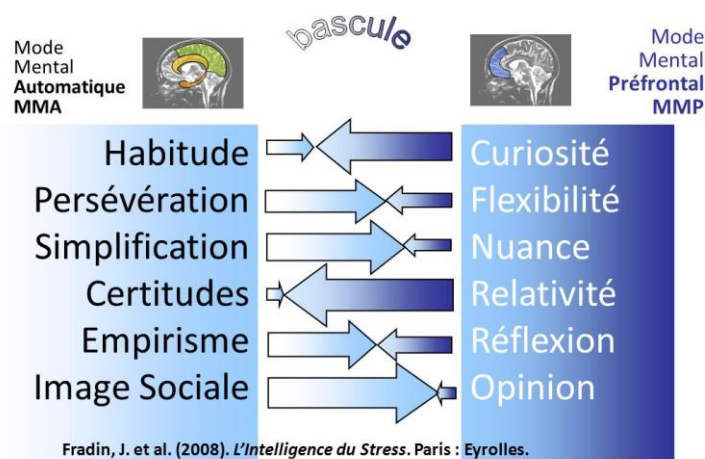 bascule
Mode
Mental
Automatique
MMA
Mode
Mental
Préfrontal
MMP
Habitude
Curiosité
Persévération
Flexibilité
Simplification
Nuance
Certitudes
Relativité
Empirisme
Réflexion
Image Sociale
Opinion
Fradin, J. et al. (2008). L'Intelligence du Stress. Paris : Eyrolles.